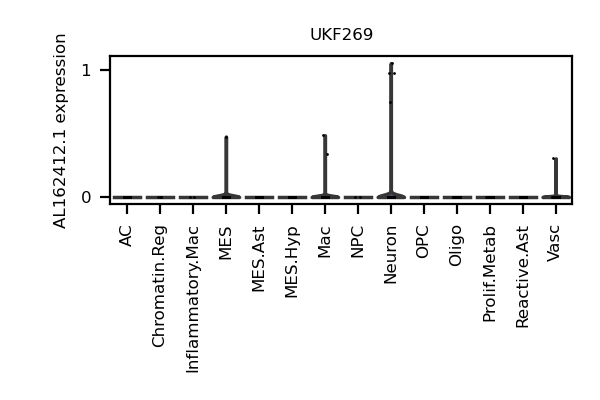 UKF269
AL162412.1 expression
1
0
AC
Chromatin.Reg
Inflammatory.Mac
MES
MES.Ast
MES.Hyp
Mac
NPC
Neuron
OPC
Oligo
Prolif.Metab
Reactive.Ast
Vasc